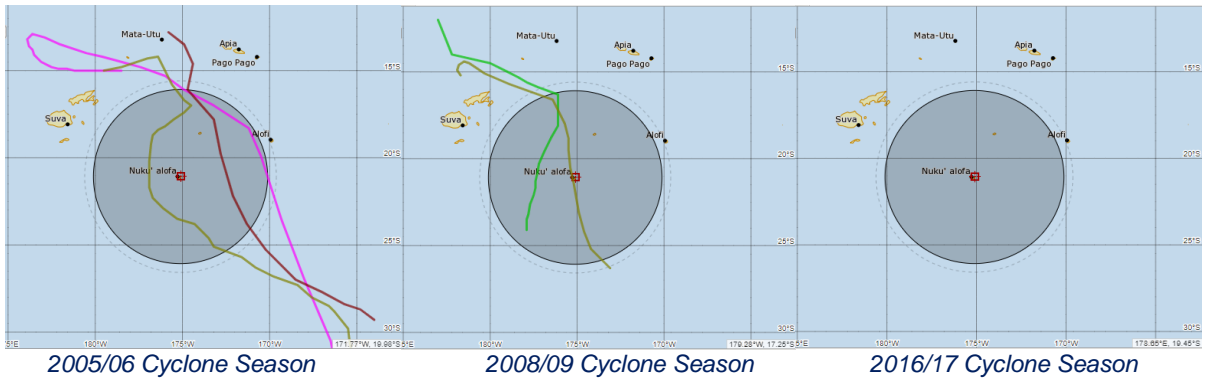 Mata-Utu
Apia
Pago Pago
15°S
Suva
Alofi
20°S
Nuku' alofa
25°S
30°S
5°E
180°W
175°W
170°W
171.77°W, 19.98°S
2005/06 Cyclone Season
Mata-Utu
Apia
Pago Pago
15°S
Suva
Alofi
20°S
Nuku' alofa
25°S
30°S
5°E
180°W
175°W
170°W
179.28°W, 17.25°S
2008/09 Cyclone Season
Mata-Utu
Apia
Pago Pago
15°S
Suva
Alofi
20°S
Nuku' alofa
25°S
30°S
5°E
180°W
175°W
170°W
178.65°E, 19.45°S
2016/17 Cyclone Season